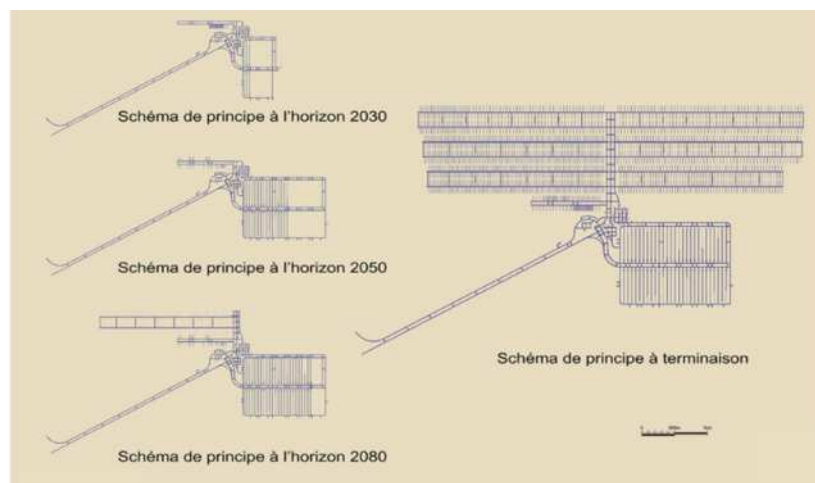 Schéma de principe à l'horizon 2030
Schéma de principe à l'horizon 2050
Schéma de principe à l'horizon 2080
Schéma de principe à terminaison